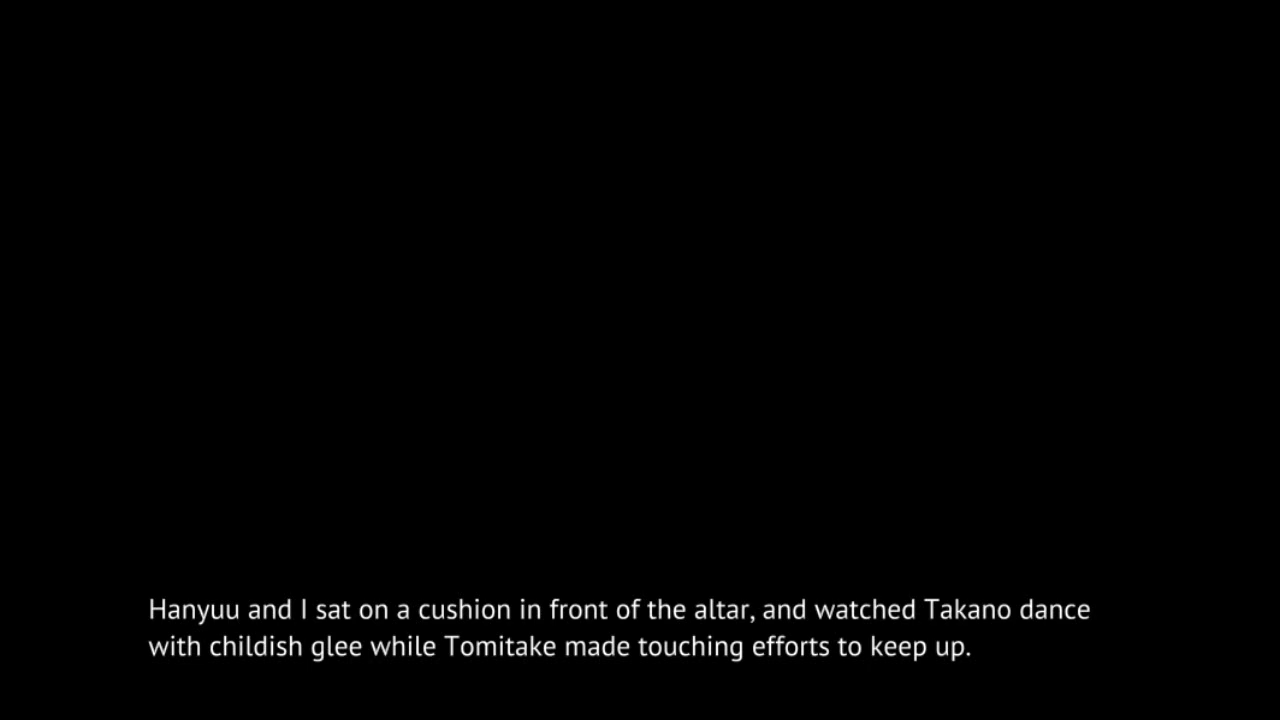 Hanyuu and I sat on a cushion in front of the altar, and watched Takano dance
with childish glee while Tomitake made touching efforts to keep up.